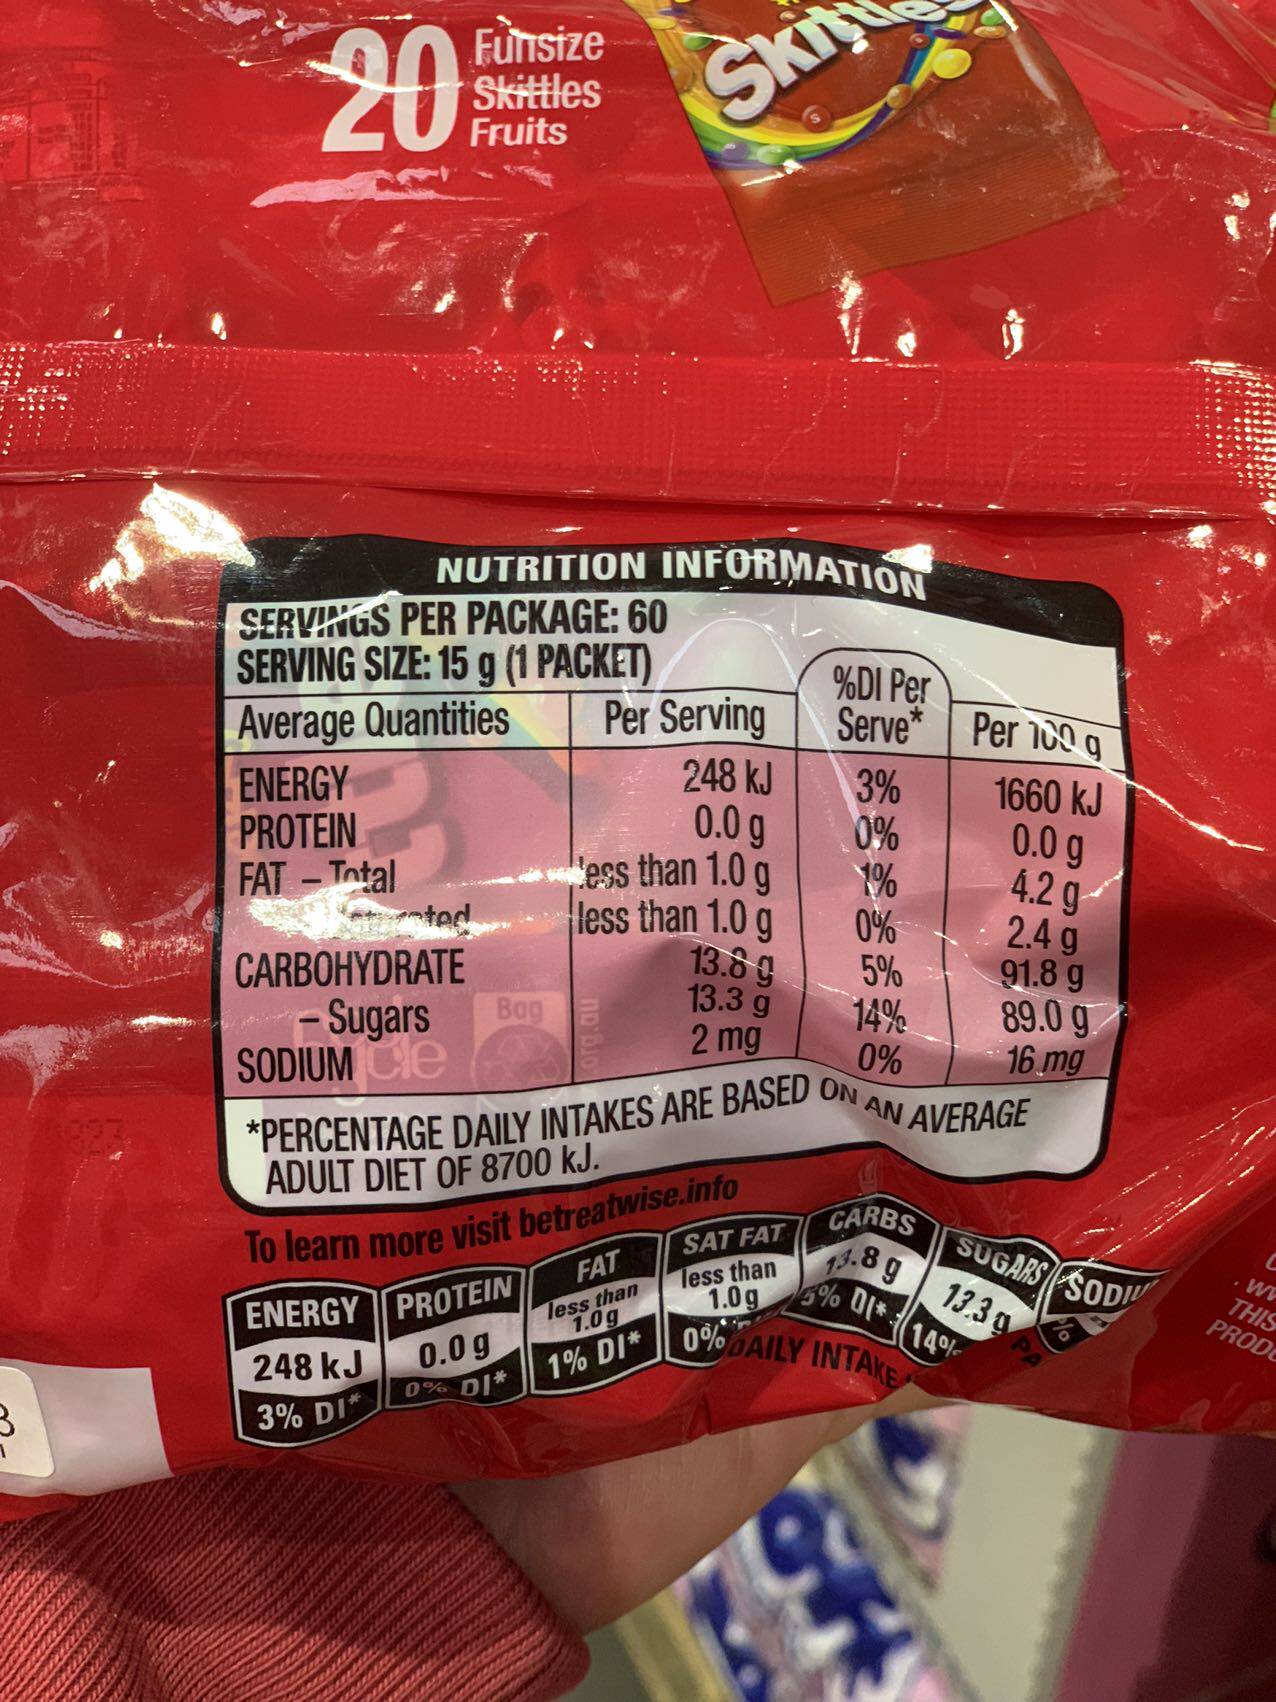 20 Funsize
Skittles
Fruits
Skittles
NUTRITION INFORMATION
SERVINGS PER PACKAGE: 60
SERVING SIZE: 15 g (1 PACKET)
Average Quantities Per Serving %DI Per Serve* Per 100 g
ENERGY 248 kJ 3% 1660 kJ
PROTEIN 0.0 g 0% 0.0 g
FAT – Total less than 1.0 g 1% 4.2 g
less than 1.0 g 0% 2.4 g
CARBOHYDRATE 13.8 g 5% 91.8 g
– Sugars 13.3 g 14% 89.0 g
SODIUM 2 mg 0% 16 mg
*PERCENTAGE DAILY INTAKES ARE BASED ON AN AVERAGE
ADULT DIET OF 8700 kJ.
To learn more visit betreatwise.info
ENERGY 248 kJ 3% DI*
PROTEIN 0.0 g 0% DI*
FAT less than 1.0 g 1% DI*
SAT FAT less than 1.0 g 0%
CARBS 13.8 g 5% DI*
SUGARS 13.3 g 14%
DAILY INTAKE
THIS
Bag